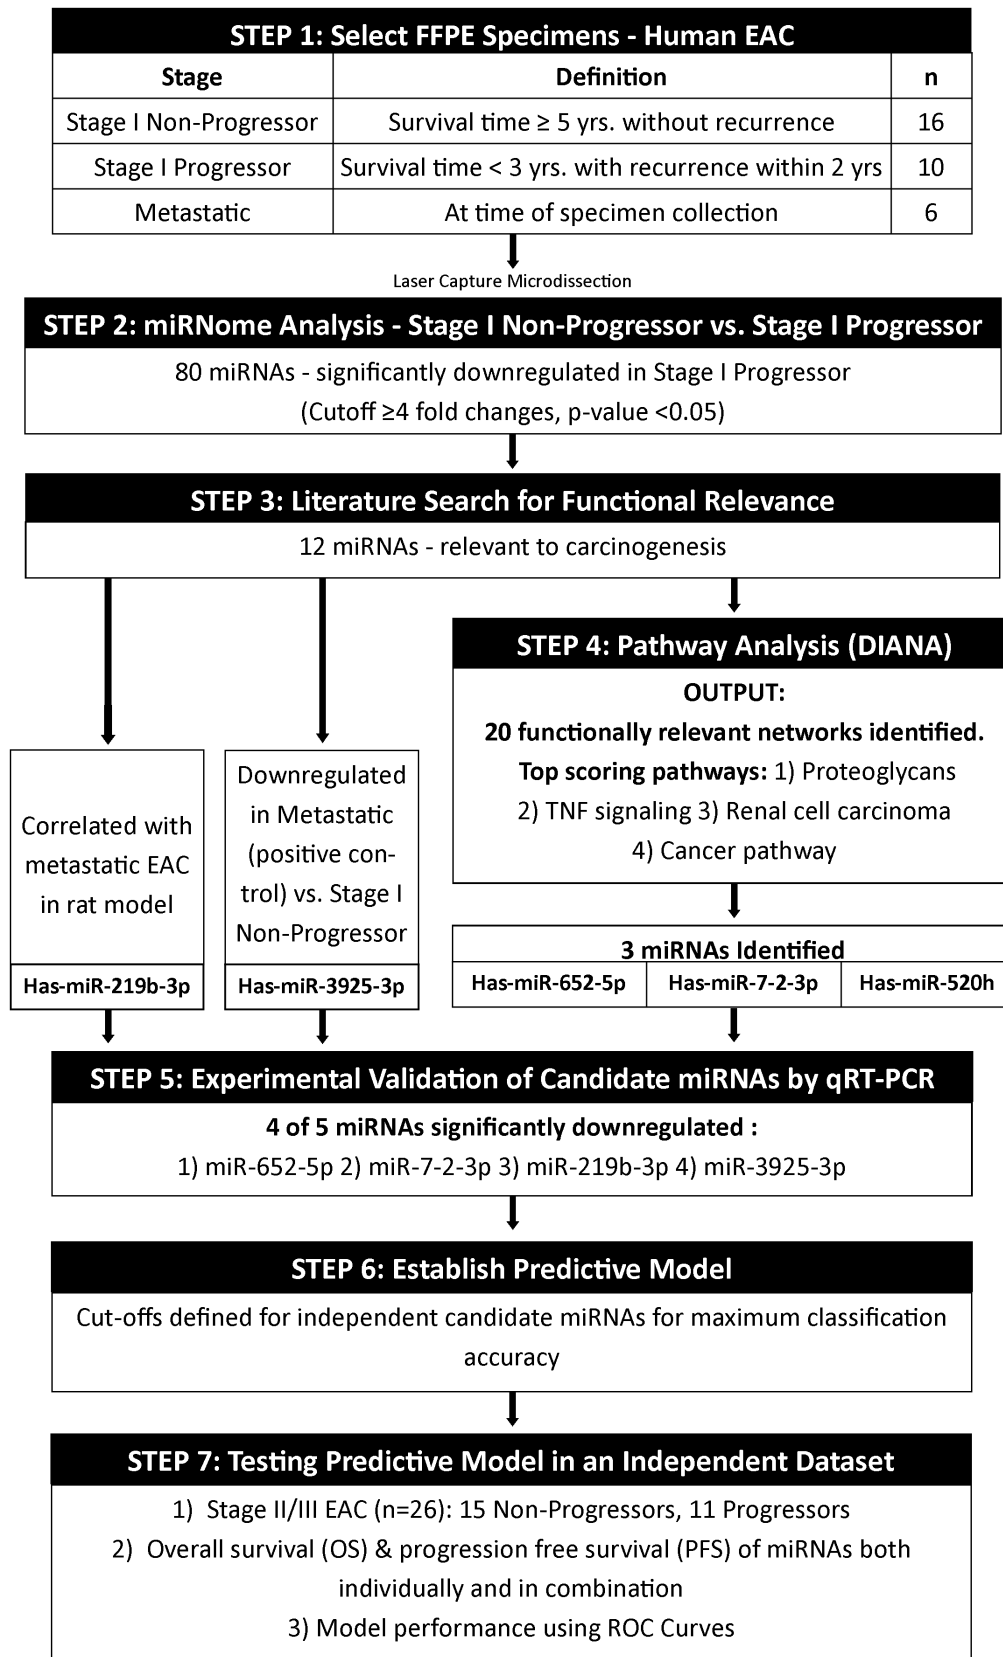 STEP 1: Select FFPE Specimens - Human EAC
Stage Definition n
Stage I Non-Progressor Survival time ≥ 5 yrs. without recurrence 16
Stage I Progressor Survival time < 3 yrs. with recurrence within 2 yrs 10
Metastatic At time of specimen collection 6
Laser Capture Microdissection
STEP 2: miRNome Analysis - Stage I Non-Progressor vs. Stage I Progressor
80 miRNAs - significantly downregulated in Stage I Progressor
(Cutoff ≥4 fold changes, p-value <0.05)
STEP 3: Literature Search for Functional Relevance
12 miRNAs - relevant to carcinogenesis
Correlated with
metastatic EAC
in rat model
Has-miR-219b-3p
Downregulated
in Metastatic
(positive con-
trol) vs. Stage I
Non-Progressor
Has-miR-3925-3p
STEP 4: Pathway Analysis (DIANA)
OUTPUT:
20 functionally relevant networks identified.
Top scoring pathways: 1) Proteoglycans
2) TNF signaling 3) Renal cell carcinoma
4) Cancer pathway
3 miRNAs Identified
Has-miR-652-5p Has-miR-7-2-3p Has-miR-520h
STEP 5: Experimental Validation of Candidate miRNAs by qRT-PCR
4 of 5 miRNAs significantly downregulated :
1) miR-652-5p 2) miR-7-2-3p 3) miR-219b-3p 4) miR-3925-3p
STEP 6: Establish Predictive Model
Cut-offs defined for independent candidate miRNAs for maximum classification
accuracy
STEP 7: Testing Predictive Model in an Independent Dataset
1) Stage II/III EAC (n=26): 15 Non-Progressors, 11 Progressors
2) Overall survival (OS) & progression free survival (PFS) of miRNAs both
individually and in combination
3) Model performance using ROC Curves